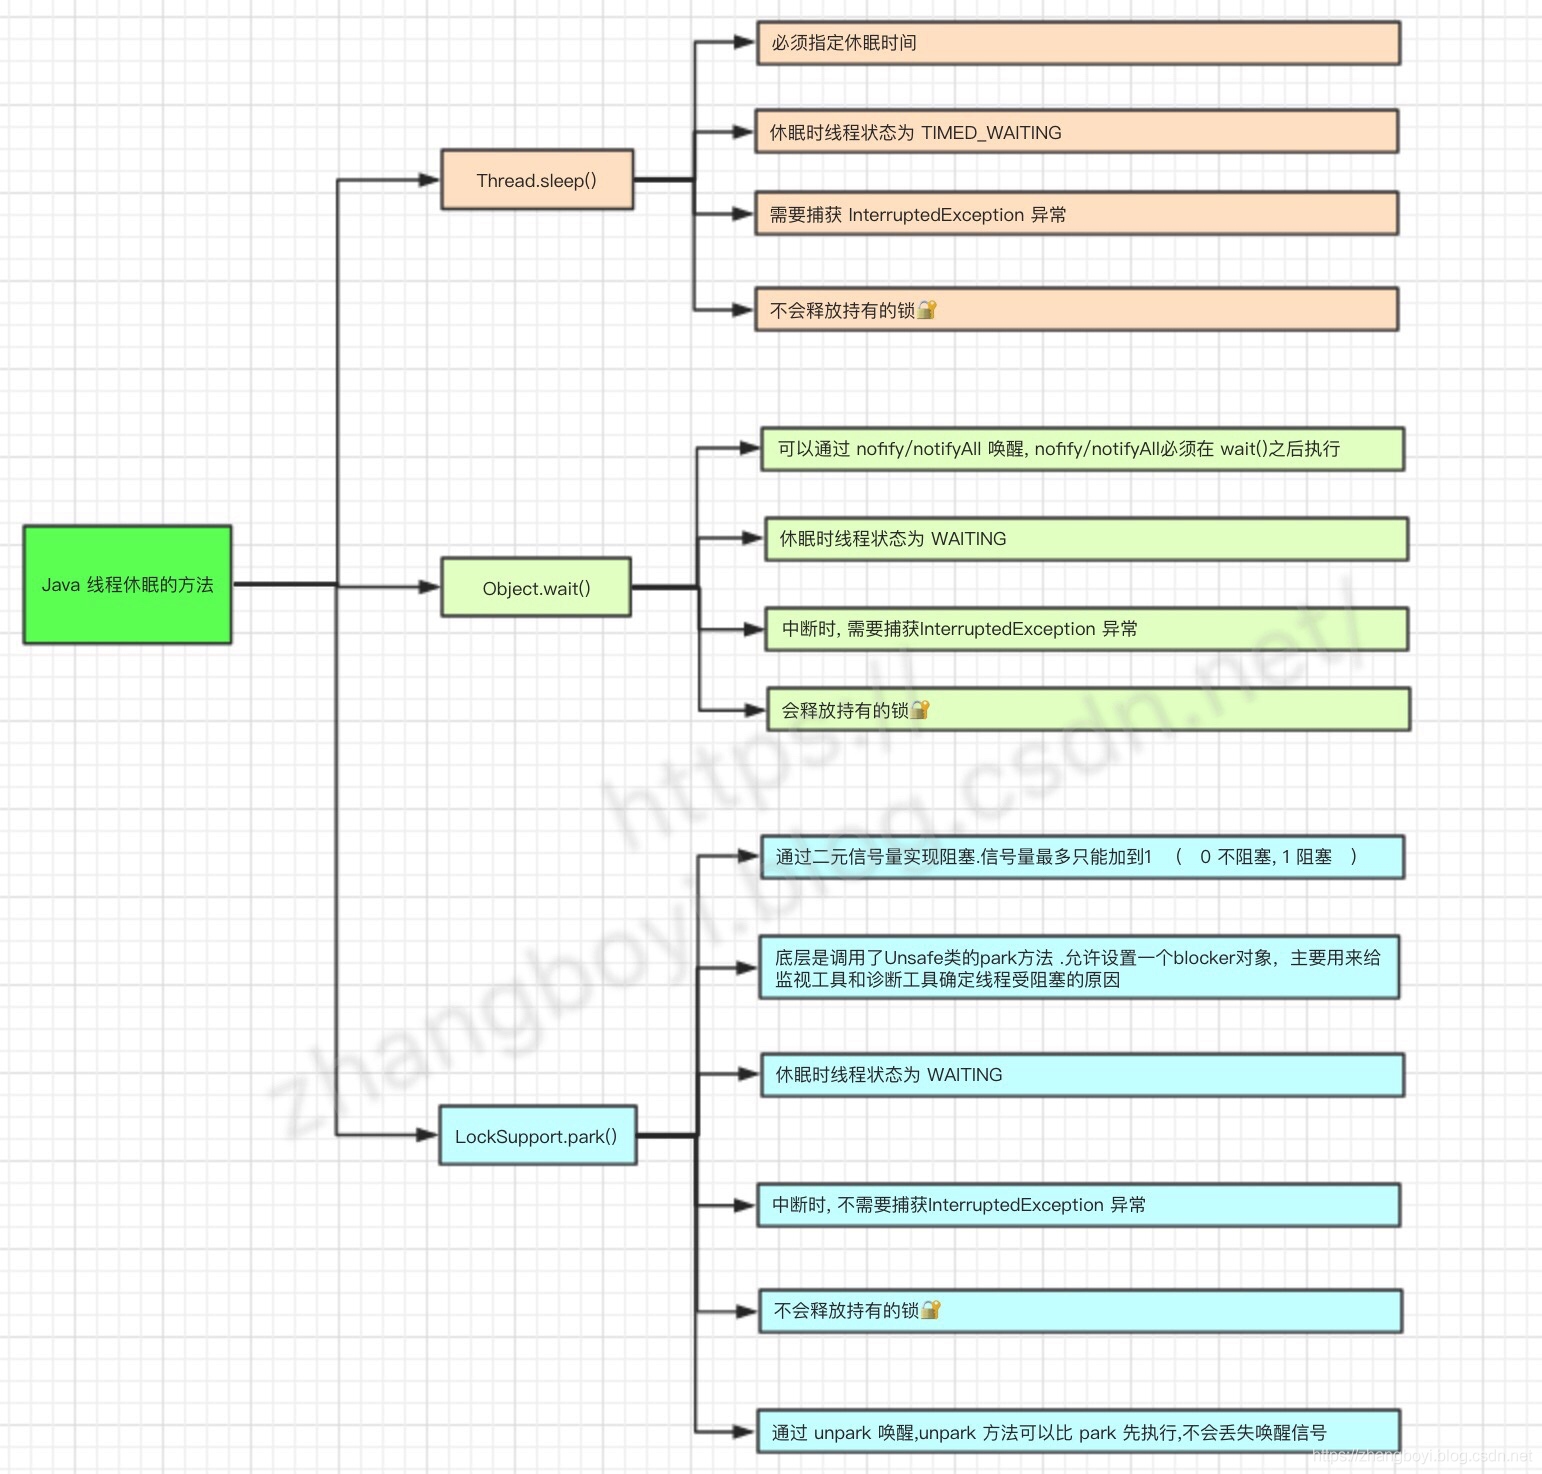 Java 线程休眠的方法
Thread.sleep()
必须指定休眠时间
休眠时线程状态为 TIMED_WAITING
需要捕获 InterruptedException 异常
不会释放持有的锁🔐
Object.wait()
可以通过 nofify/notifyAll 唤醒, nofify/notifyAll必须在 wait()之后执行
休眠时线程状态为 WAITING
中断时, 需要捕获InterruptedException 异常
会释放持有的锁🔐
LockSupport.park()
通过二元信号量实现阻塞.信号量最多只能加到1 （ 0 不阻塞, 1 阻塞 ）
底层是调用了Unsafe类的park方法 .允许设置一个blocker对象，主要用来给
监视工具和诊断工具确定线程受阻塞的原因
休眠时线程状态为 WAITING
中断时, 不需要捕获InterruptedException 异常
不会释放持有的锁🔐
通过 unpark 唤醒,unpark 方法可以比 park 先执行,不会丢失唤醒信号
https://
zhangboyi.blog.csdn.net/
https://zhangboyi.blog.csdn.net